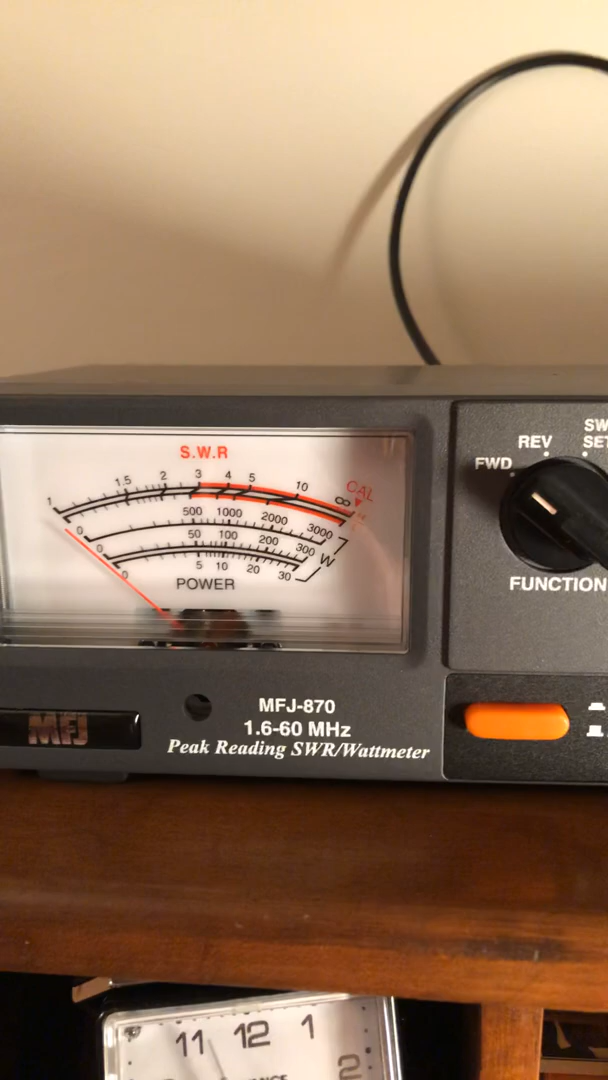 S.W.R
1 1.5 2 3 4 5 10 ∞ CAL
0 500 1000 2000 3000
0 50 100 200 300 W
0 5 10 20 30
POWER
FWD REV SW
SET
FUNCTION
MFJ
MFJ-870
1.6-60 MHz
Peak Reading SWR/Wattmeter
11 12 1
2